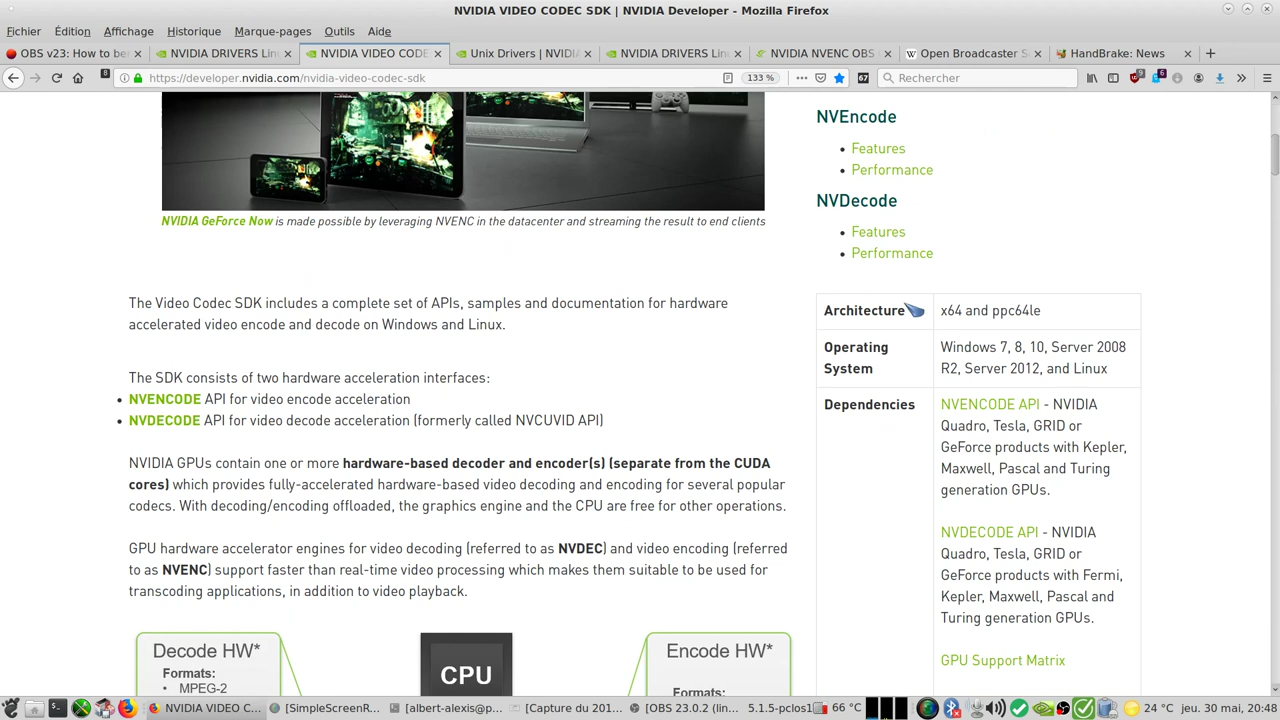 NVIDIA VIDEO CODEC SDK | NVIDIA Developer - Mozilla Firefox
Fichier Édition Affichage Historique Marque-pages Outils Aide
OBS v23: How to be
NVIDIA DRIVERS Lin
NVIDIA VIDEO CODE
Unix Drivers | NVIDIA
NVIDIA DRIVERS Lin
NVIDIA NVENC OBS
Open Broadcaster S
HandBrake: News
8
https://developer.nvidia.com/nvidia-video-codec-sdk
133 %
67
Rechercher
9
6
NVIDIA GeForce Now is made possible by leveraging NVENC in the datacenter and streaming the result to end clients
The Video Codec SDK includes a complete set of APIs, samples and documentation for hardware
accelerated video encode and decode on Windows and Linux.
The SDK consists of two hardware acceleration interfaces:
• NVENCODE API for video encode acceleration
• NVDECODE API for video decode acceleration (formerly called NVCUVID API)
NVIDIA GPUs contain one or more hardware-based decoder and encoder(s) (separate from the CUDA
cores) which provides fully-accelerated hardware-based video decoding and encoding for several popular
codecs. With decoding/encoding offloaded, the graphics engine and the CPU are free for other operations.
GPU hardware accelerator engines for video decoding (referred to as NVDEC) and video encoding (referred
to as NVENC) support faster than real-time video processing which makes them suitable to be used for
transcoding applications, in addition to video playback.
Decode HW*
Formats:
• MPEG-2
CPU
Encode HW*
Formats:
NVEncode
• Features
• Performance
NVDecode
• Features
• Performance
Architecture
x64 and ppc64le
Operating
System
Windows 7, 8, 10, Server 2008
R2, Server 2012, and Linux
Dependencies
NVENCODE API - NVIDIA
Quadro, Tesla, GRID or
GeForce products with Kepler,
Maxwell, Pascal and Turing
generation GPUs.
NVDECODE API - NVIDIA
Quadro, Tesla, GRID or
GeForce products with Fermi,
Kepler, Maxwell, Pascal and
Turing generation GPUs.
GPU Support Matrix
NVIDIA VIDEO C...
[SimpleScreenR...
[albert-alexis@p...
[Capture du 201...
[OBS 23.0.2 (lin...
5.1.5-pclos1
66 °C
24 °C
jeu. 30 mai, 20:48